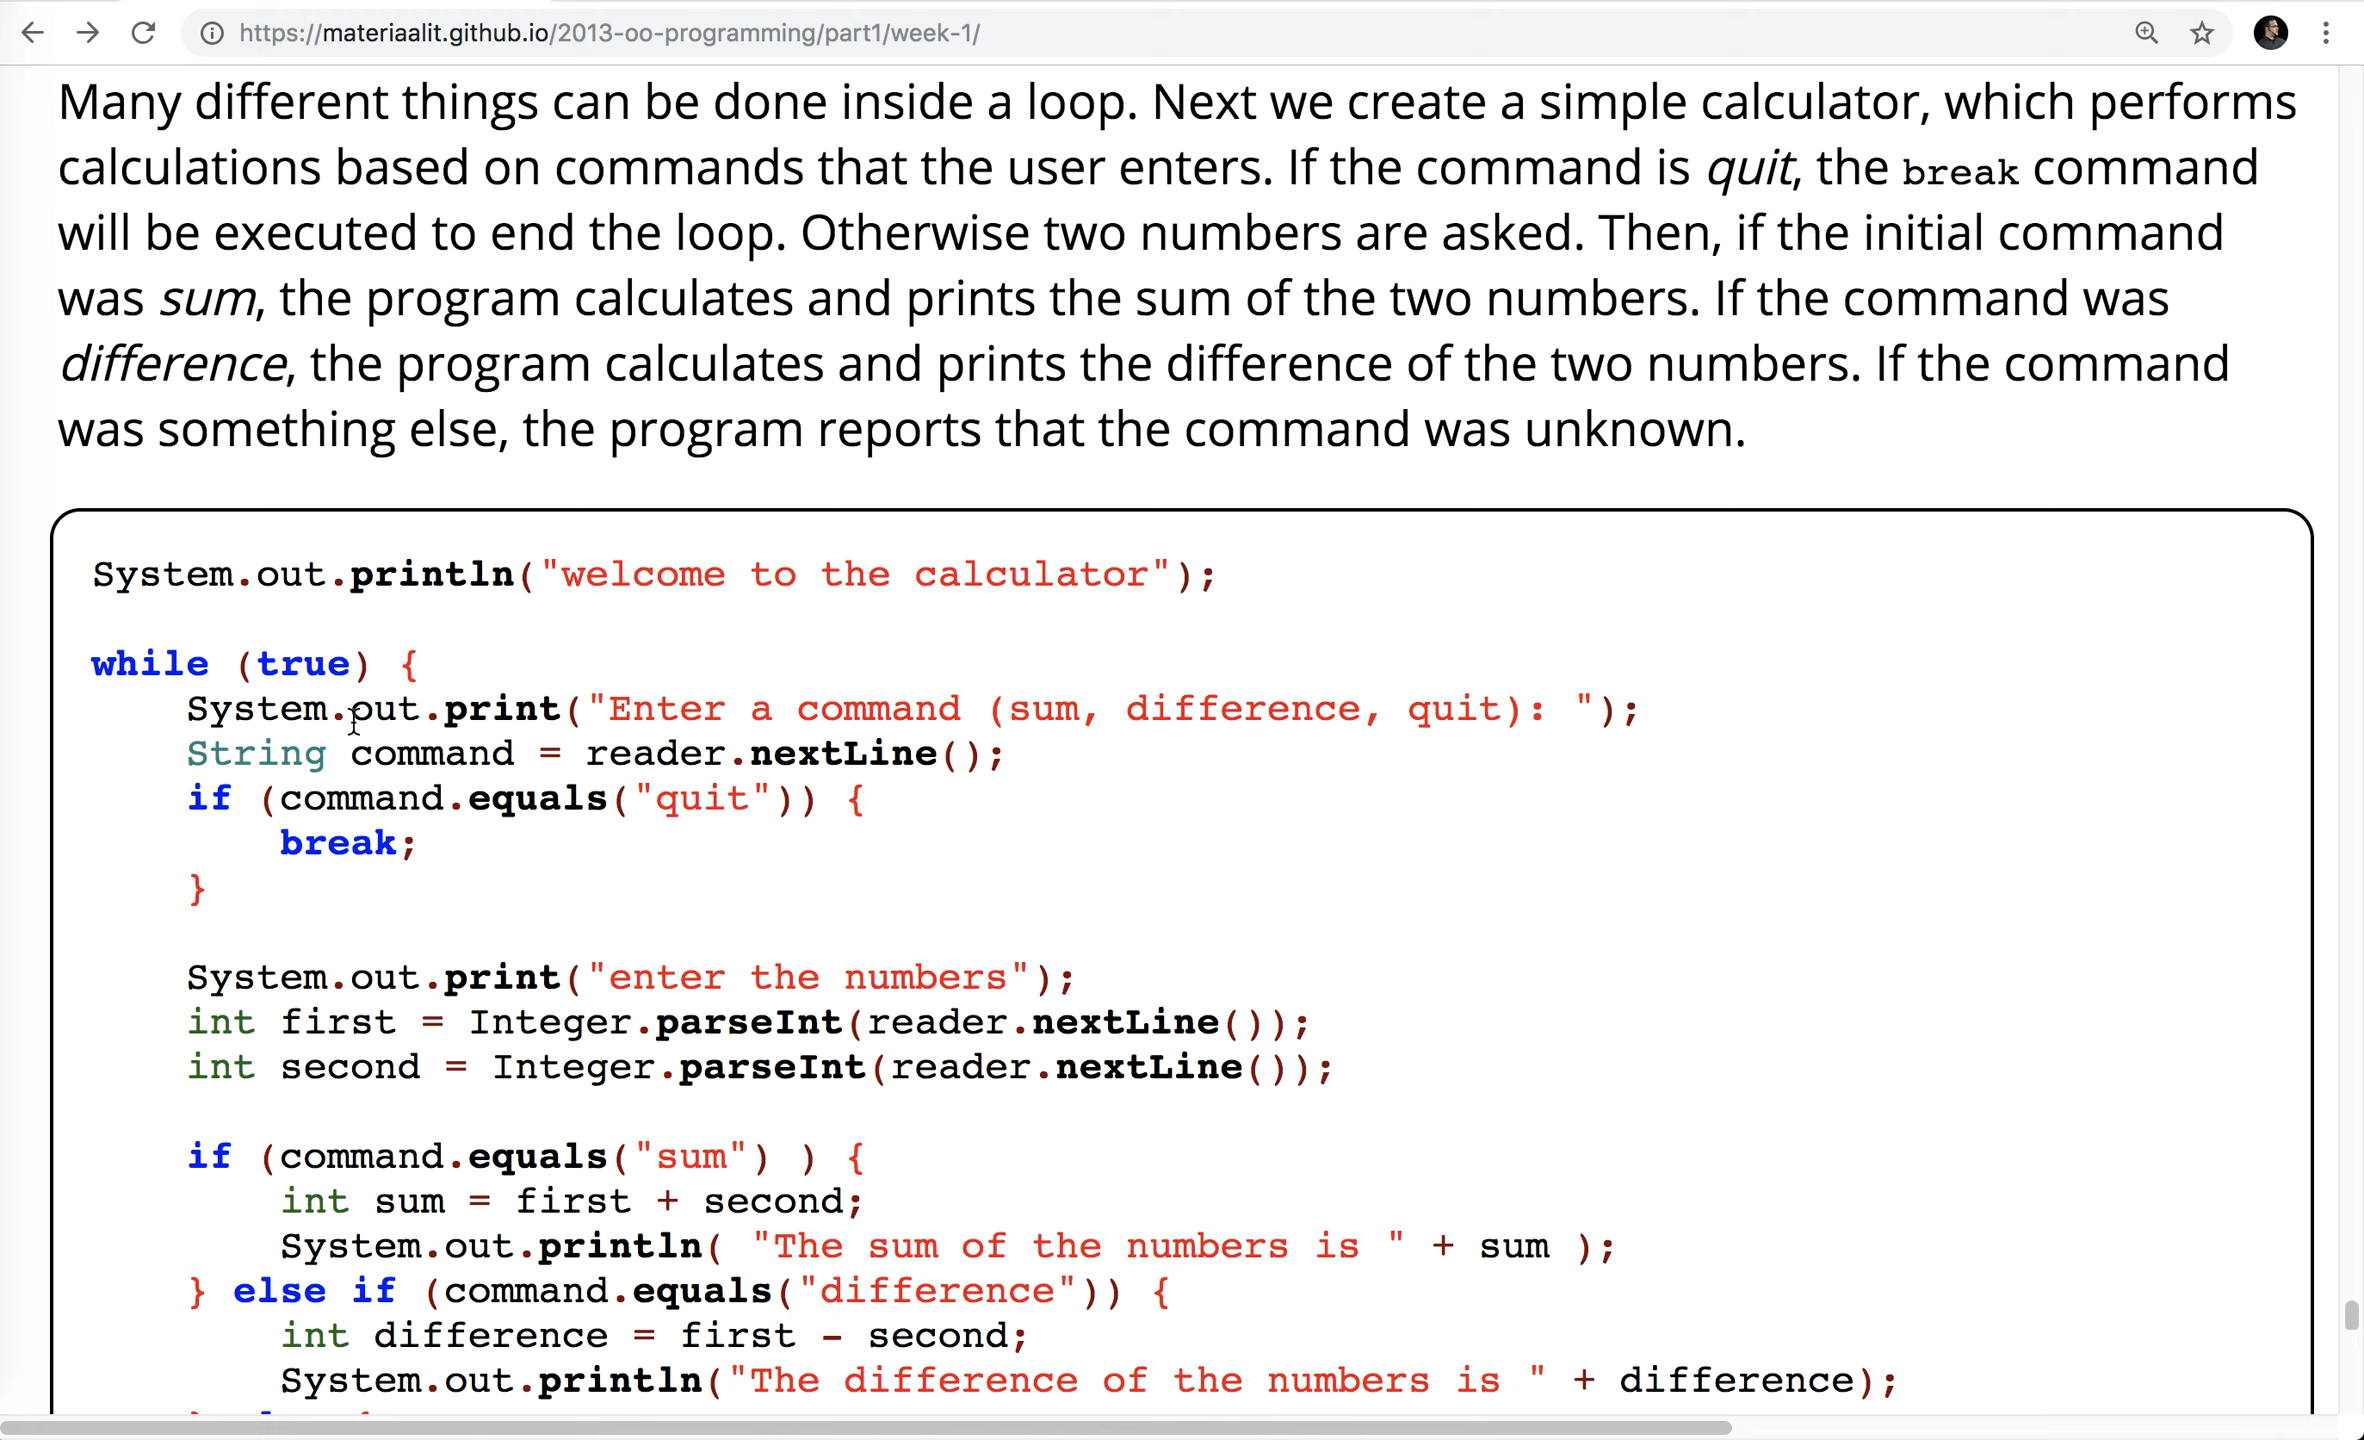 https://materiaalit.github.io/2013-oo-programming/part1/week-1/
Many different things can be done inside a loop. Next we create a simple calculator, which performs
calculations based on commands that the user enters. If the command is quit, the break command
will be executed to end the loop. Otherwise two numbers are asked. Then, if the initial command
was sum, the program calculates and prints the sum of the two numbers. If the command was
difference, the program calculates and prints the difference of the two numbers. If the command
was something else, the program reports that the command was unknown.
System.out.println("welcome to the calculator");
while (true) {
    System.out.print("Enter a command (sum, difference, quit): ");
    String command = reader.nextLine();
    if (command.equals("quit")) {
        break;
    }
    System.out.print("enter the numbers");
    int first = Integer.parseInt(reader.nextLine());
    int second = Integer.parseInt(reader.nextLine());
    if (command.equals("sum") ) {
        int sum = first + second;
        System.out.println( "The sum of the numbers is " + sum );
    } else if (command.equals("difference")) {
        int difference = first - second;
        System.out.println("The difference of the numbers is " + difference);